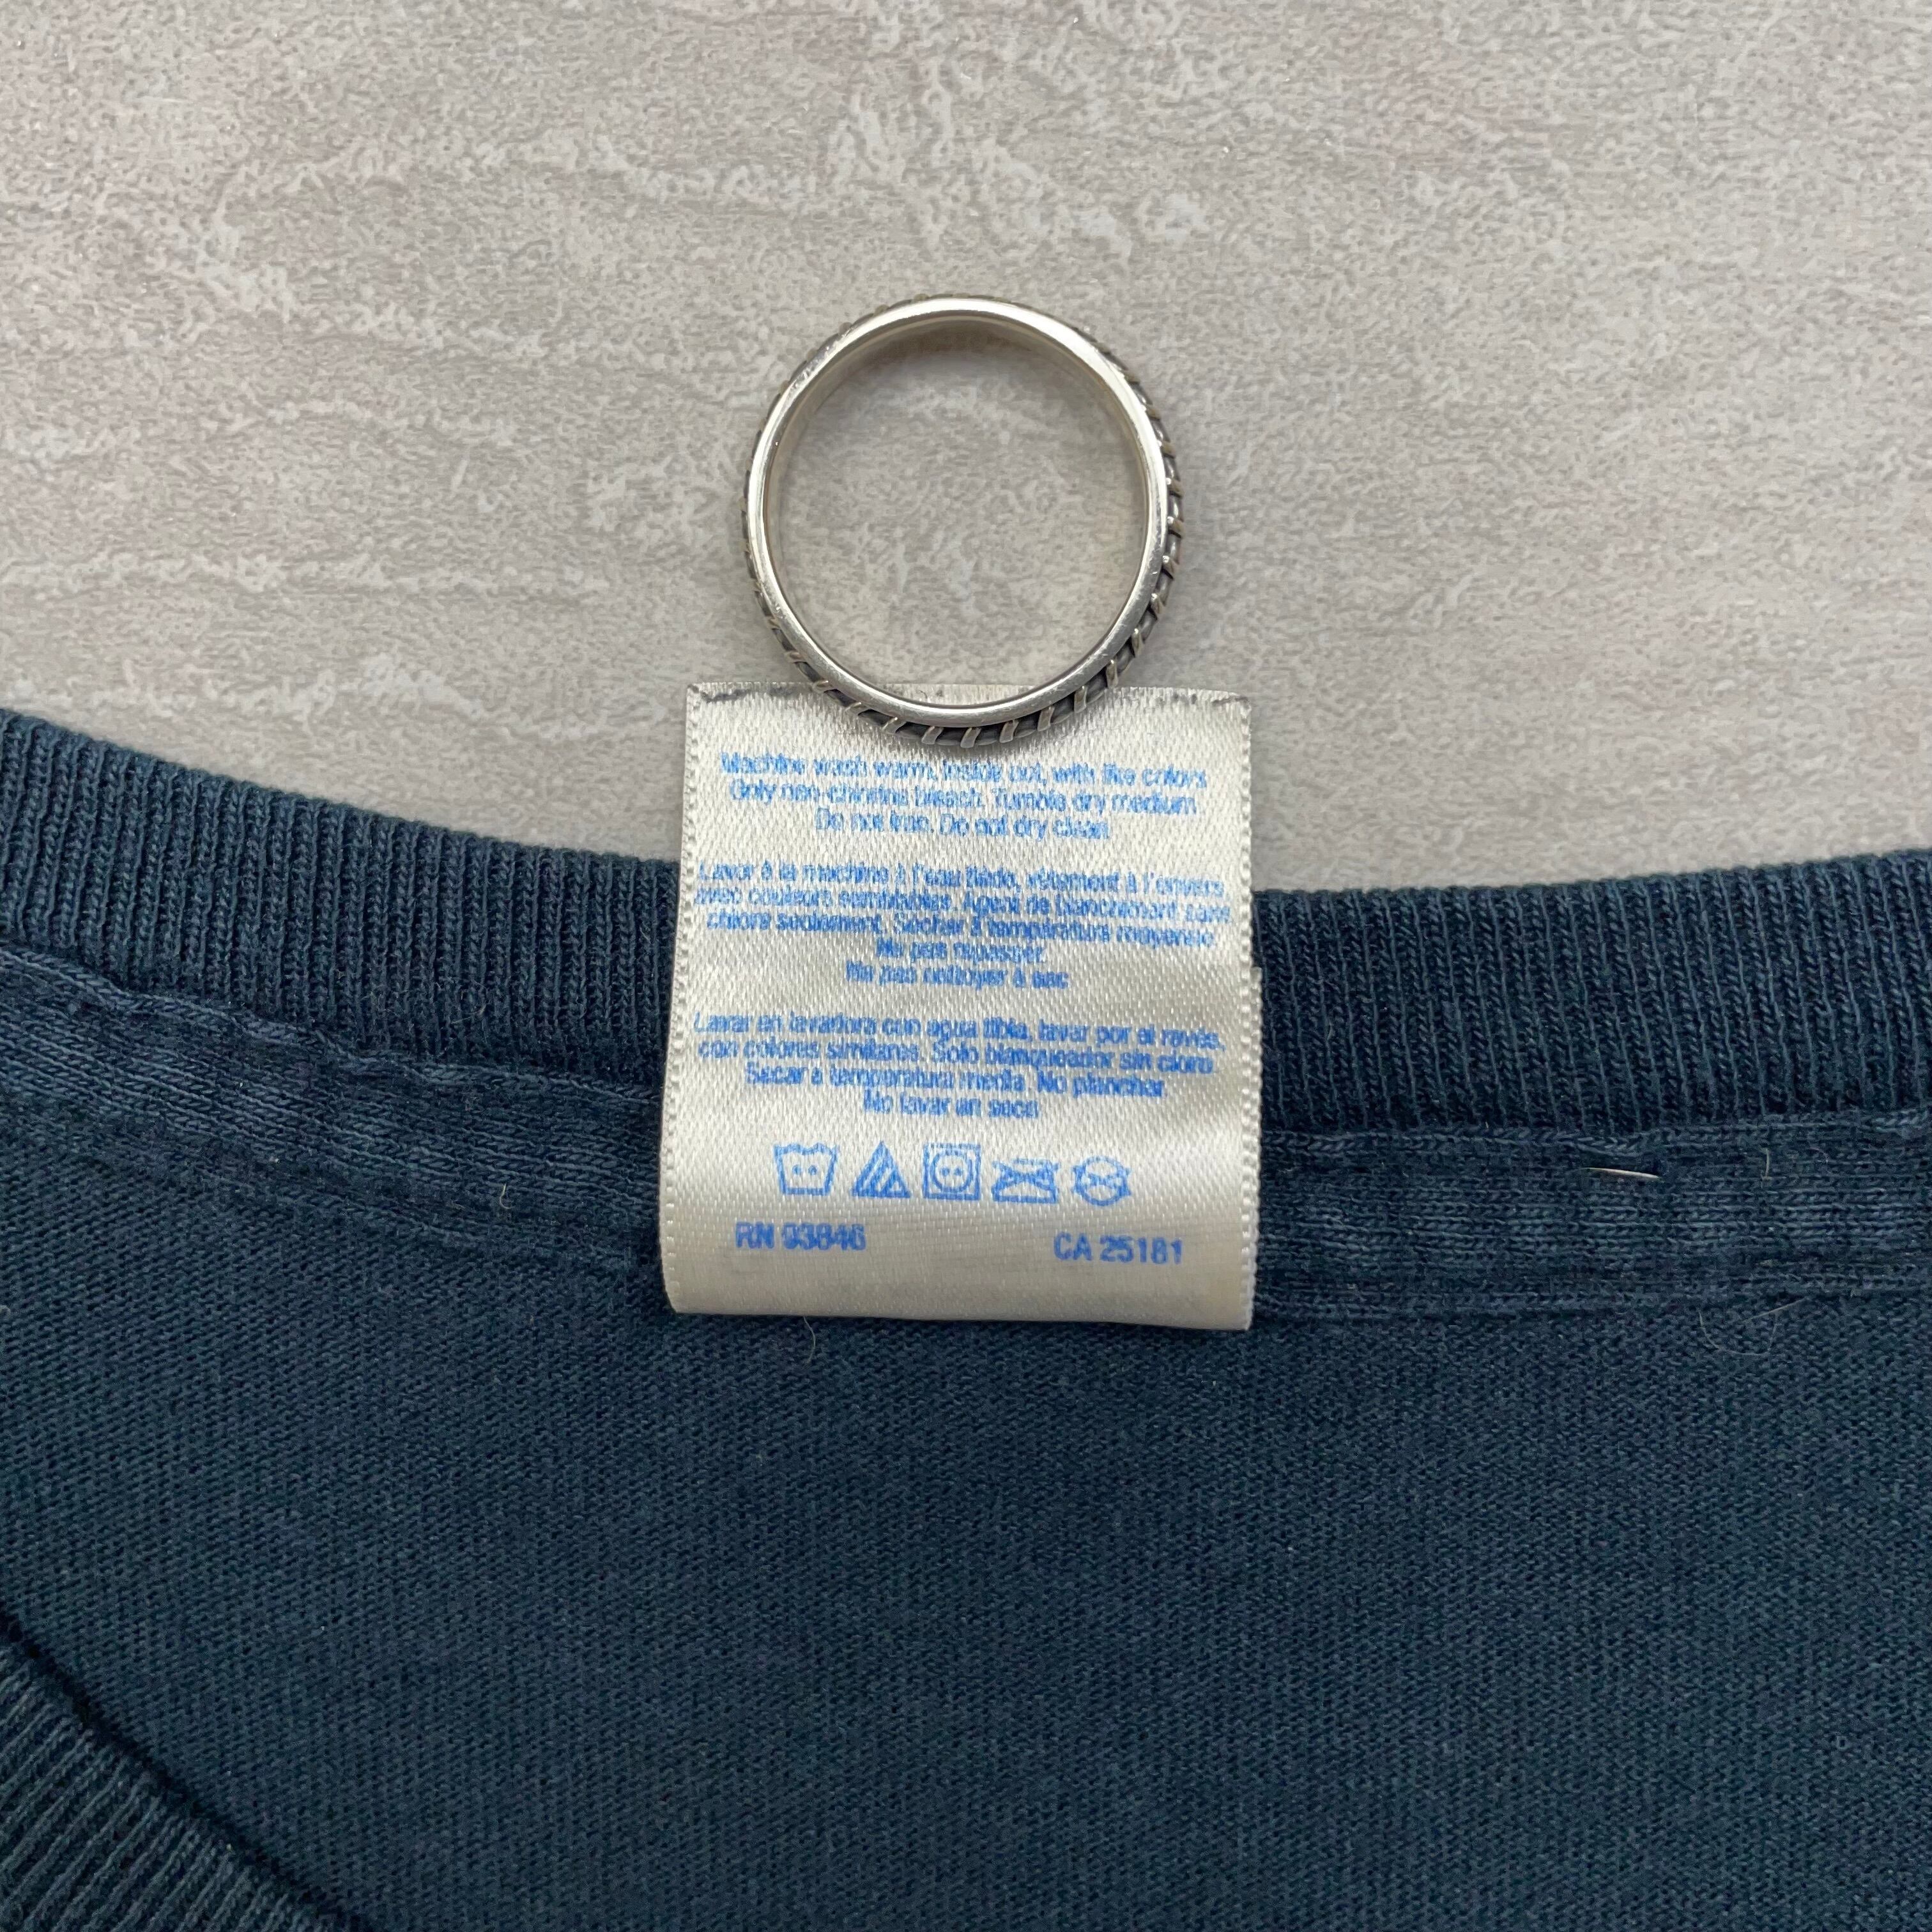 Machine wash warm, inside out, with like colors
Only non-chlorine bleach. Tumble dry medium
Do not iron. Do not dry clean
Laver à la machine à l'eau tiède, vêtement à l'envers
avec couleurs semblables. Agent de blanchiment sans
chlore seulement. Sécher à température moyenne
Ne pas repasser
Ne pas nettoyer à sec
Lavar en lavadora con agua tibia, lavar por el revés,
con colores similares. Solo blanqueador sin cloro
Secar a temperatura media. No planchar
No lavar en seco
RN 93846 CA 25181